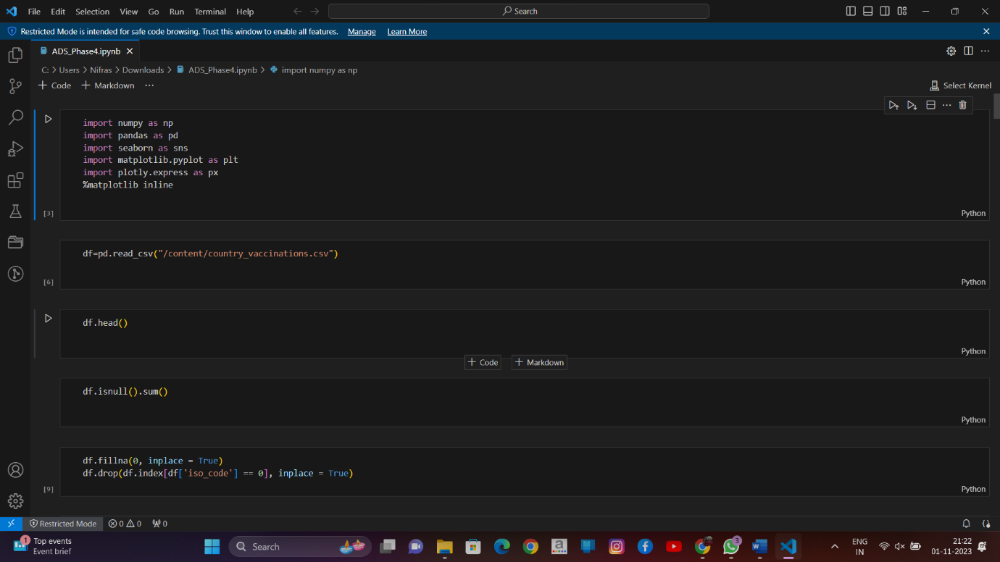 File Edit Selection View Go Run Terminal Help Search
Restricted Mode is intended for safe code browsing. Trust this window to enable all features. Manage Learn More
ADS_Phase4.ipynb
C: > Users > Nifras > Downloads > ADS_Phase4.ipynb > import numpy as np
+ Code + Markdown ··· Select Kernel
import numpy as np
import pandas as pd
import seaborn as sns
import matplotlib.pyplot as plt
import plotly.express as px
%matplotlib inline
[3] Python
df=pd.read_csv("/content/country_vaccinations.csv")
[6] Python
df.head()
Python
+ Code + Markdown
df.isnull().sum()
Python
df.fillna(0, inplace = True)
df.drop(df.index[df['iso_code'] == 0], inplace = True)
[9] Python
Restricted Mode 0 0 0
1 Top events
Event brief
Search
a
3
W
ENG
IN
21:22
01-11-2023